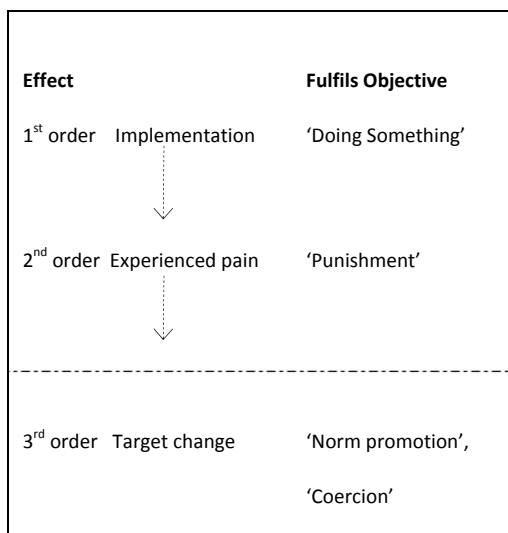 Effect Fulfils Objective
1st order Implementation ‘Doing Something’
2nd order Experienced pain ‘Punishment’
3rd order Target change ‘Norm promotion’,
‘Coercion’